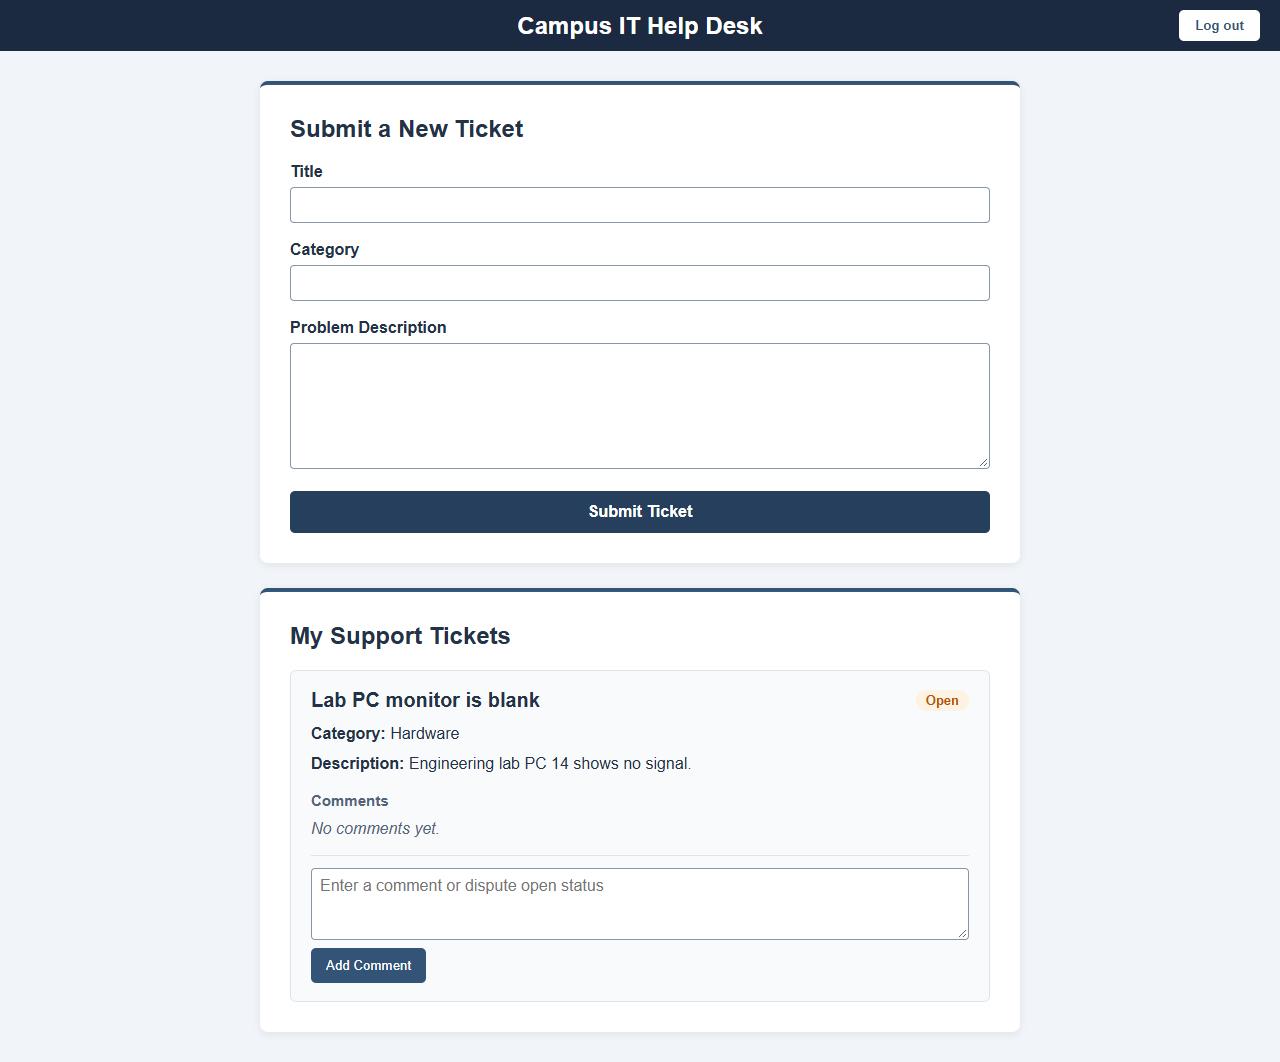 Campus IT Help Desk
Log out
Submit a New Ticket
Title
Category
Problem Description
Submit Ticket
My Support Tickets
Lab PC monitor is blank
Open
Category: Hardware
Description: Engineering lab PC 14 shows no signal.
Comments
No comments yet.
Enter a comment or dispute open status
Add Comment